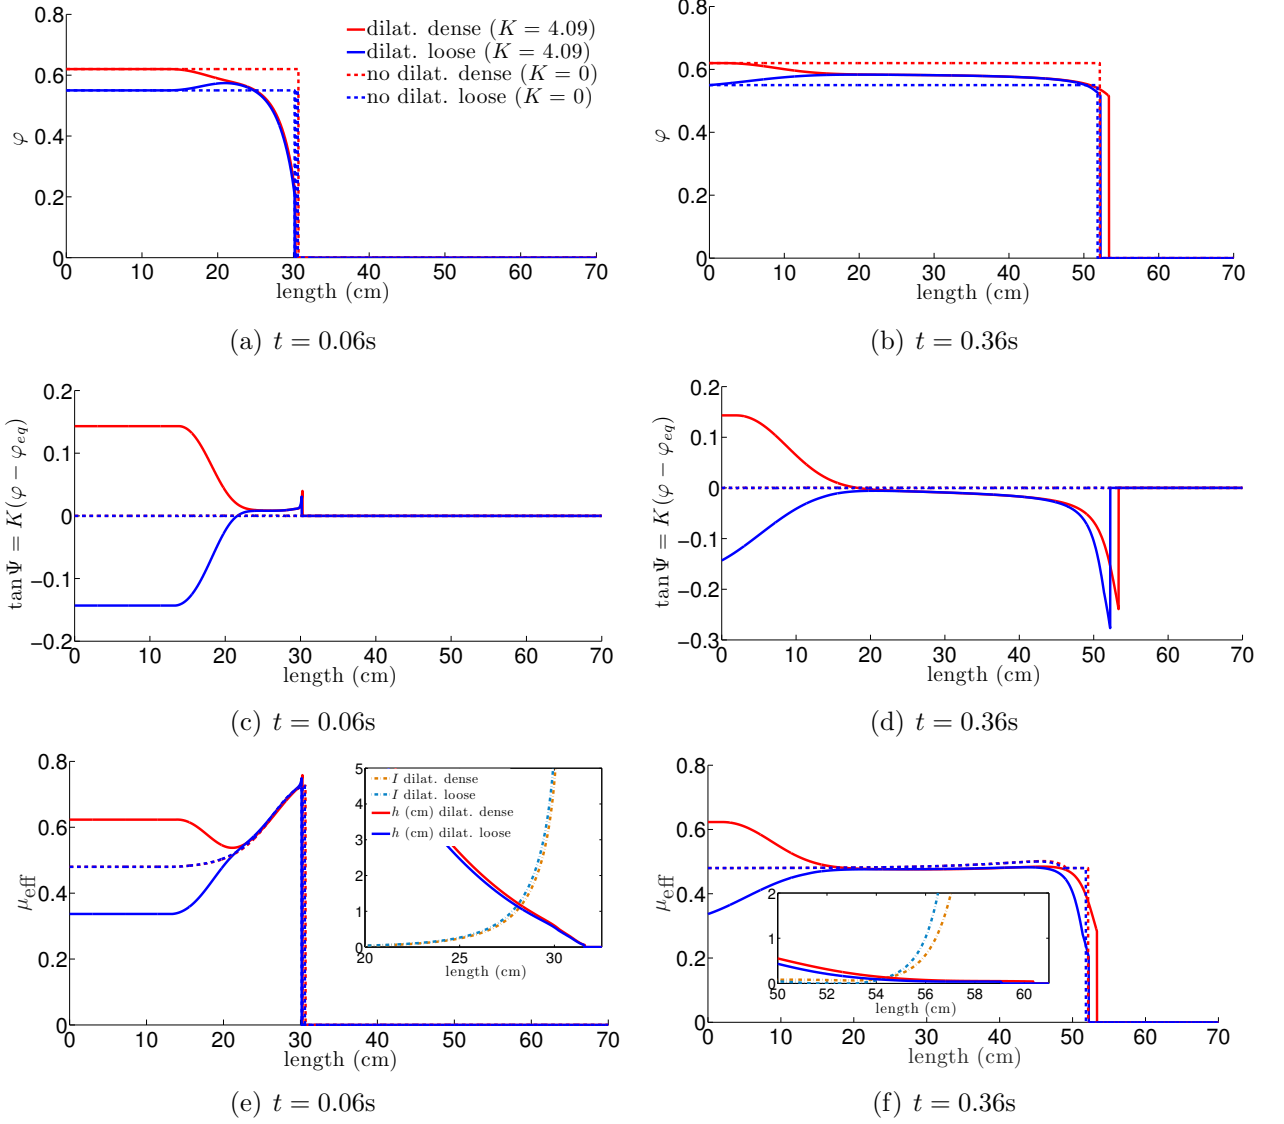 0.8
0.6
0.4
0.2
0
φ
dilat. dense (K = 4.09)
dilat. loose (K = 4.09)
no dilat. dense (K = 0)
no dilat. loose (K = 0)
0 10 20 30 40 50 60 70
length (cm)
(a) t = 0.06s
0.8
0.6
0.4
0.2
0
φ
0 10 20 30 40 50 60 70
length (cm)
(b) t = 0.36s
0.2
0.1
0
−0.1
−0.2
tan Ψ = K(φ − φeq)
0 10 20 30 40 50 60 70
length (cm)
(c) t = 0.06s
0.2
0.1
0
−0.1
−0.2
−0.3
tan Ψ = K(φ − φeq)
0 10 20 30 40 50 60 70
length (cm)
(d) t = 0.36s
0.8
0.6
0.4
0.2
0
μeff
5
4
3
2
1
0
I dilat. dense
I dilat. loose
h (cm) dilat. dense
h (cm) dilat. loose
20 25 30
length (cm)
0 10 20 30 40 50 60 70
length (cm)
(e) t = 0.06s
0.8
0.6
0.4
0.2
0
μeff
2
1
0
50 52 54 56 58 60
length (cm)
0 10 20 30 40 50 60 70
length (cm)
(f) t = 0.36s